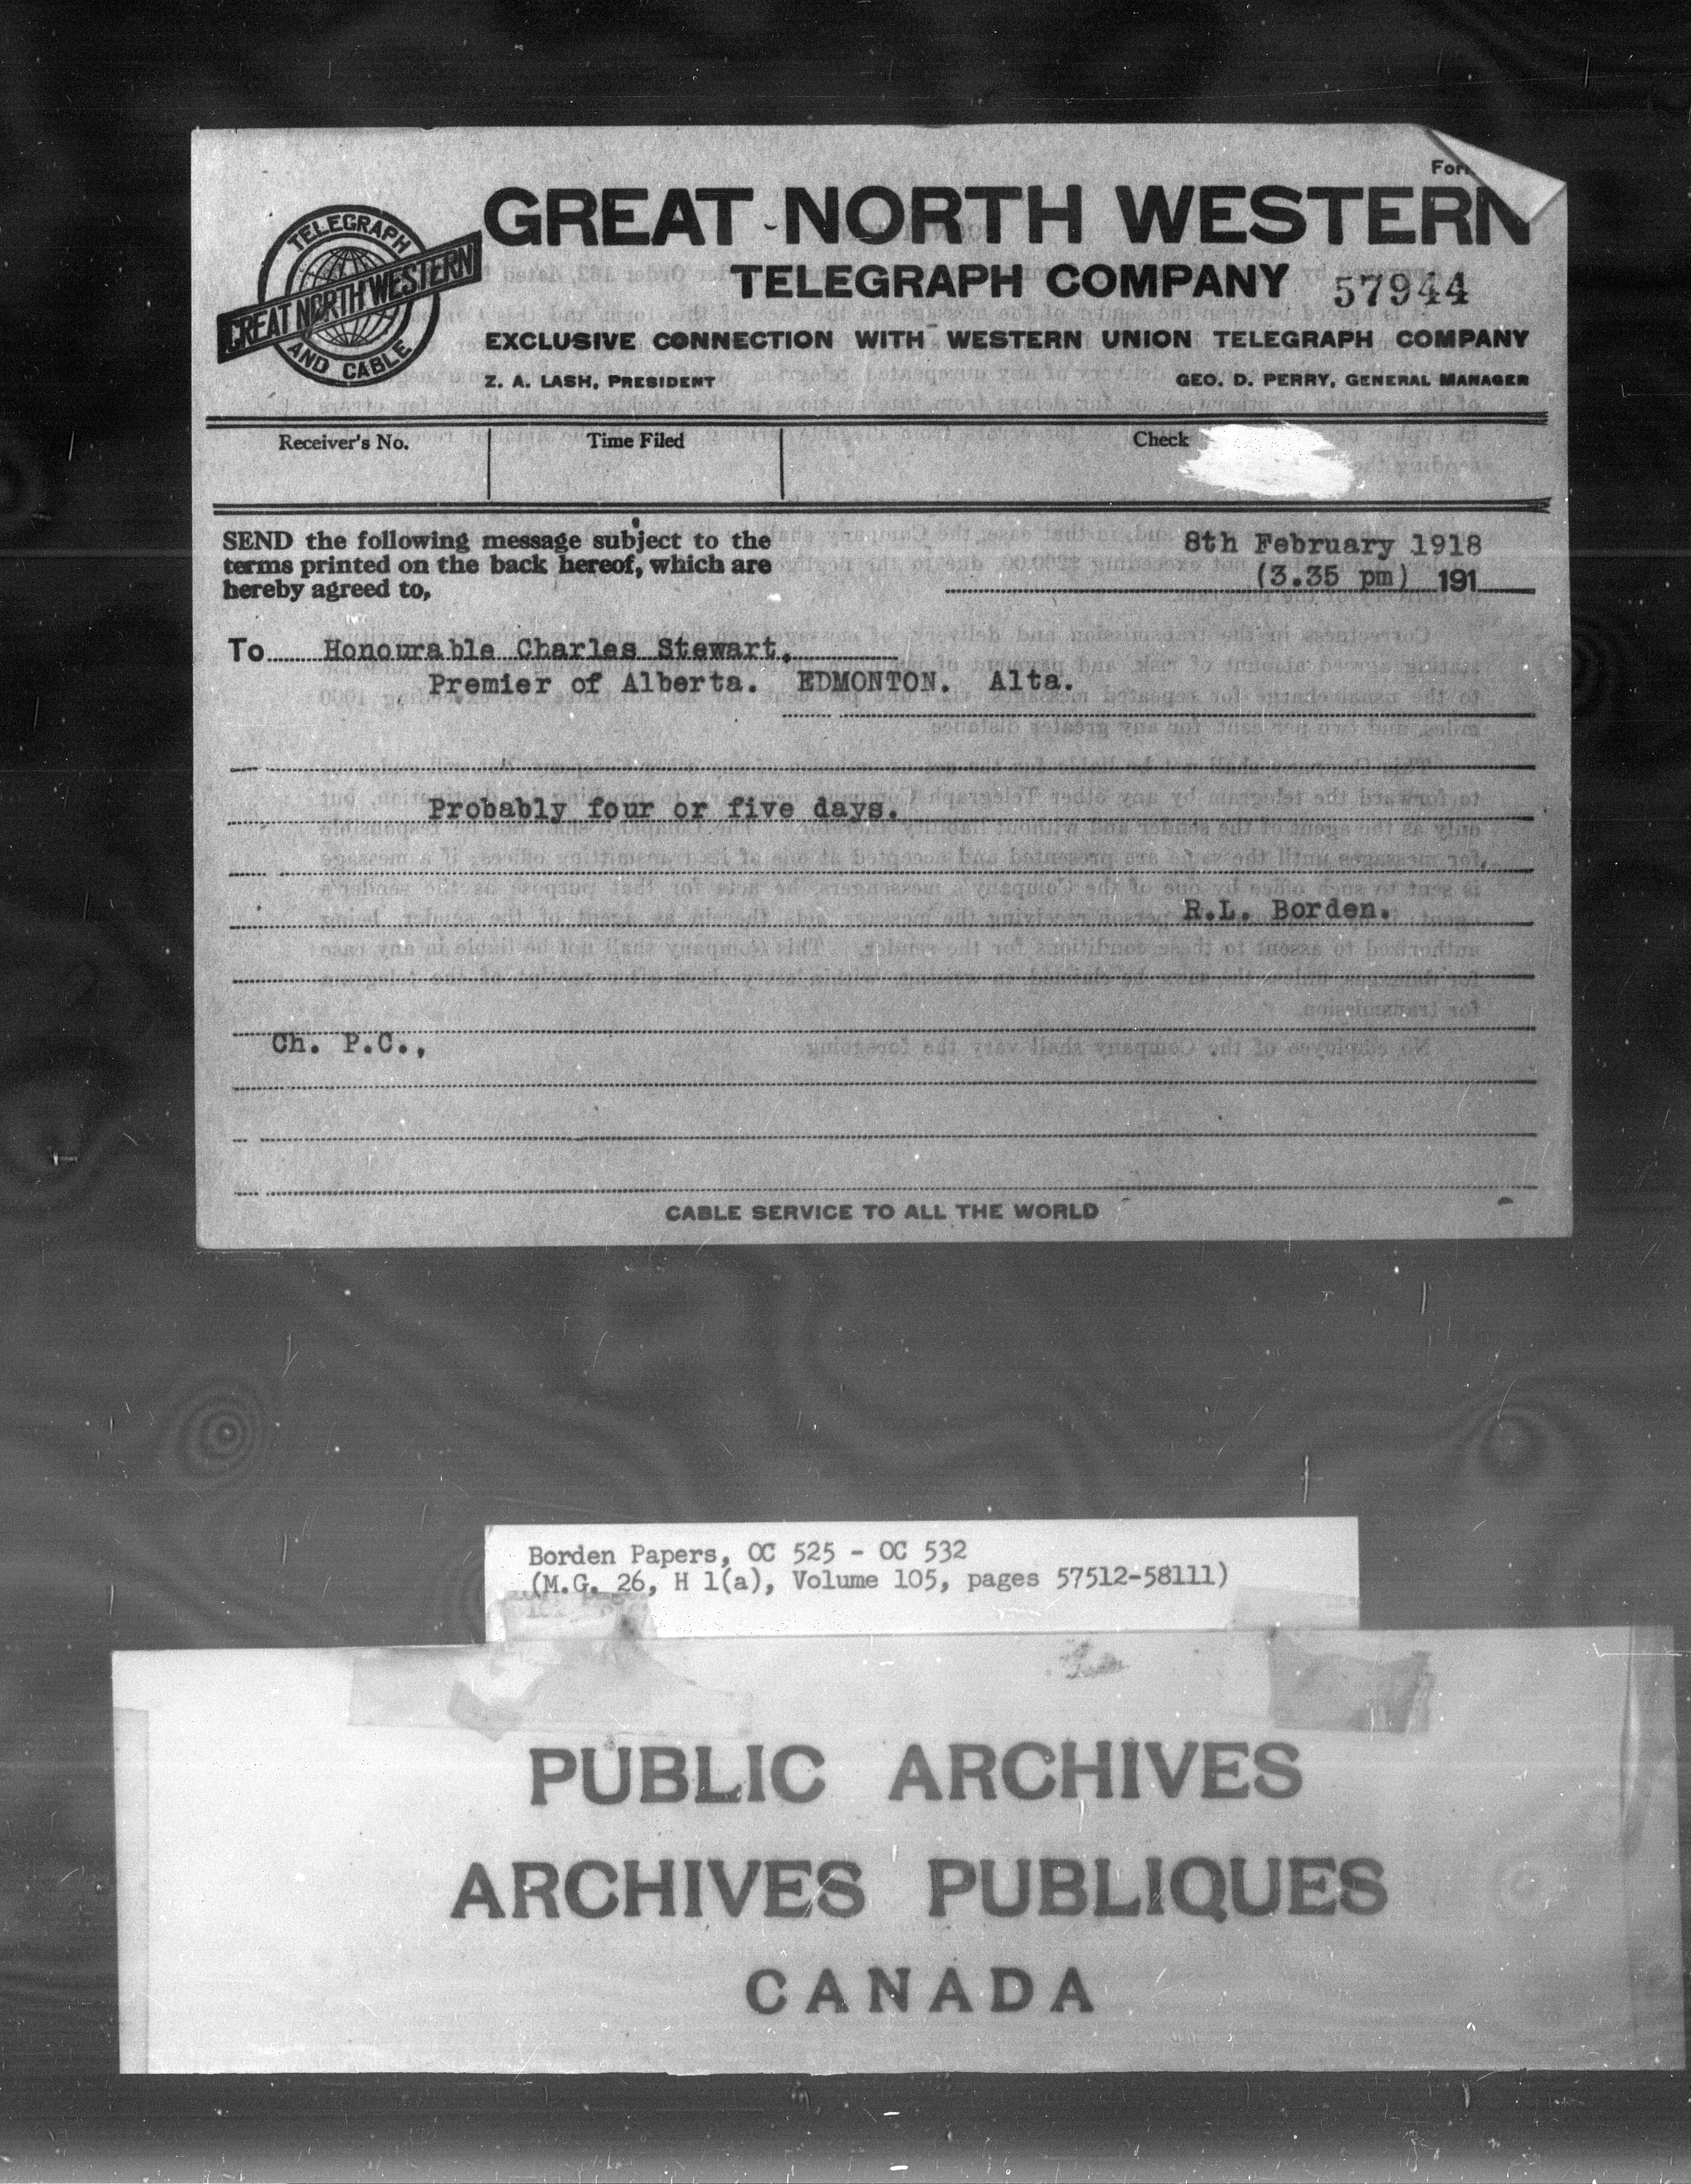 For
GREAT NORTH WESTERN
TELEGRAPH COMPANY 57944
TELEGRAPH
GREAT NORTH WESTERN
AND CABLE
EXCLUSIVE CONNECTION WITH WESTERN UNION TELEGRAPH COMPANY
Z. A. LASH, PRESIDENT GEO. D. PERRY, GENERAL MANAGER
Receiver's No. Time Filed Check
SEND the following message subject to the
terms printed on the back hereof, which are
hereby agreed to,
8th February 1918
(3.35 pm) 191
To Honourable Charles Stewart,
Premier of Alberta. EDMONTON. Alta.
Probably four or five days.
R.L. Borden.
Ch. P.C.,
CABLE SERVICE TO ALL THE WORLD
Borden Papers, OC 525 - OC 532
(M.G. 26, H 1(a), Volume 105, pages 57512-58111)
PUBLIC ARCHIVES
ARCHIVES PUBLIQUES
CANADA